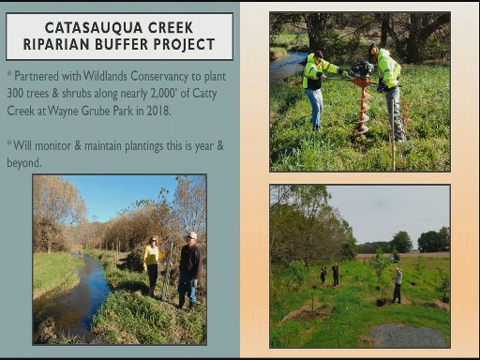 CATASAUQUA CREEK
RIPARIAN BUFFER PROJECT
* Partnered with Wildlands Conservancy to plant
300 trees & shrubs along nearly 2,000' of Catty
Creek at Wayne Grube Park in 2018.
* Will monitor & maintain plantings this is year &
beyond.